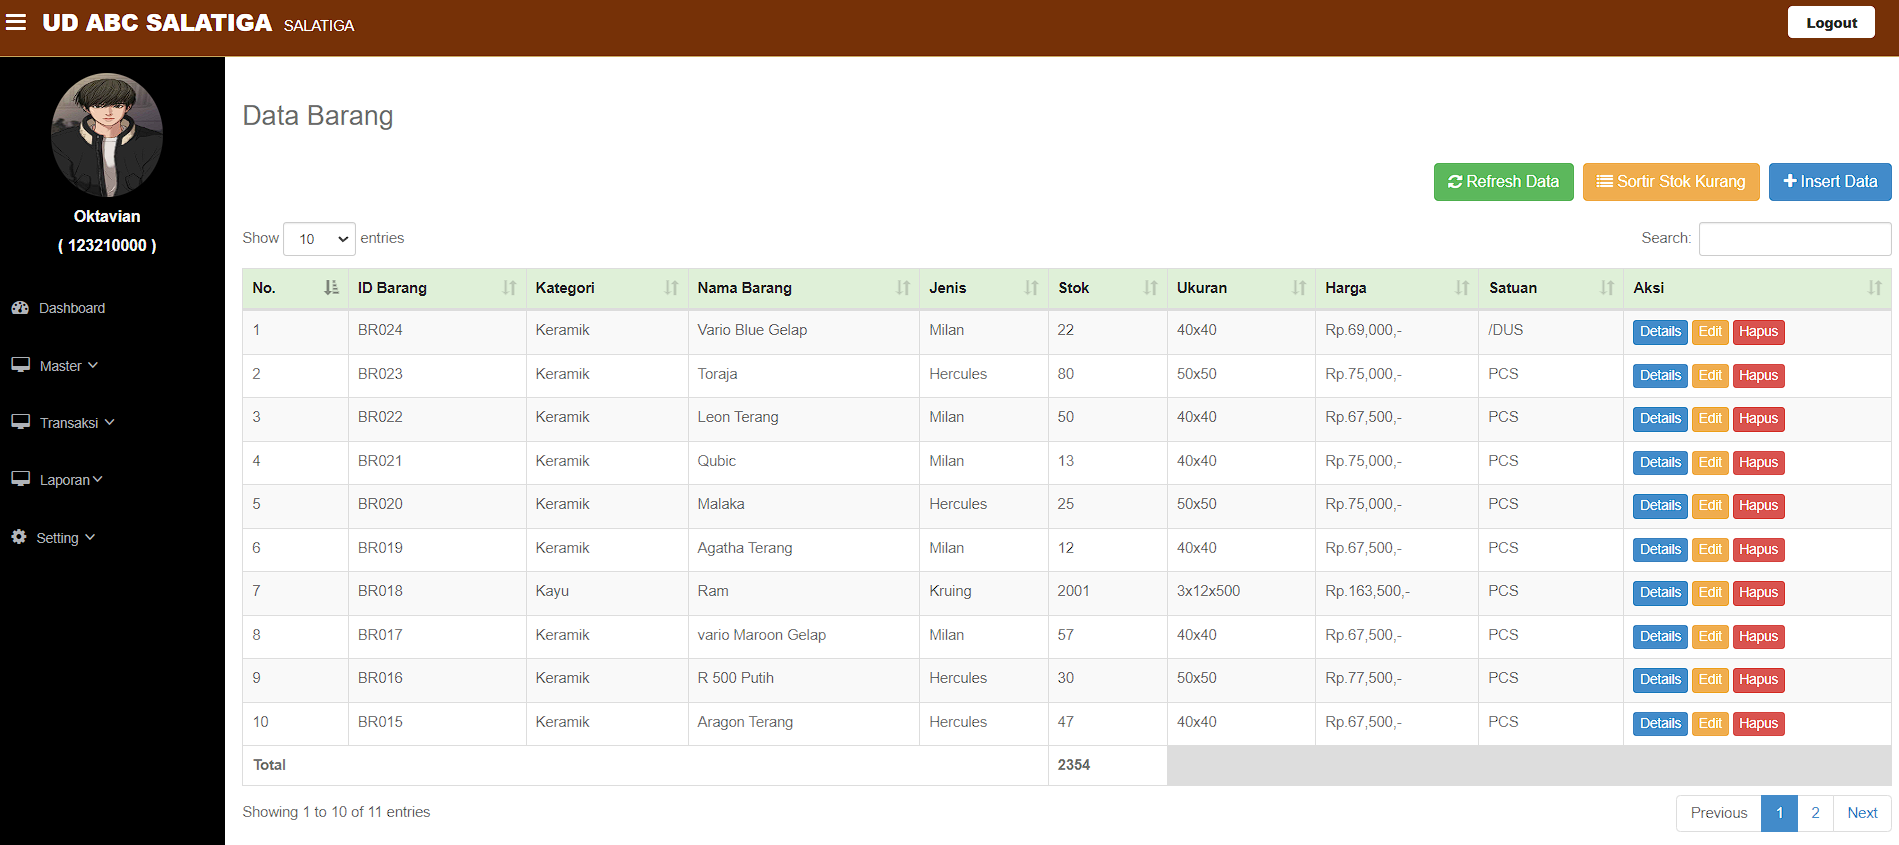 UD ABC SALATIGA SALATIGA Logout
Oktavian
( 123210000 )
Dashboard
Master
Transaksi
Laporan
Setting
Data Barang
Refresh Data Sortir Stok Kurang Insert Data
Show 10 entries Search:
No. ID Barang Kategori Nama Barang Jenis Stok Ukuran Harga Satuan Aksi
1 BR024 Keramik Vario Blue Gelap Milan 22 40x40 Rp.69,000,- /DUS Details Edit Hapus
2 BR023 Keramik Toraja Hercules 80 50x50 Rp.75,000,- PCS Details Edit Hapus
3 BR022 Keramik Leon Terang Milan 50 40x40 Rp.67,500,- PCS Details Edit Hapus
4 BR021 Keramik Qubic Milan 13 40x40 Rp.75,000,- PCS Details Edit Hapus
5 BR020 Keramik Malaka Hercules 25 50x50 Rp.75,000,- PCS Details Edit Hapus
6 BR019 Keramik Agatha Terang Milan 12 40x40 Rp.67,500,- PCS Details Edit Hapus
7 BR018 Kayu Ram Kruing 2001 3x12x500 Rp.163,500,- PCS Details Edit Hapus
8 BR017 Keramik vario Maroon Gelap Milan 57 40x40 Rp.67,500,- PCS Details Edit Hapus
9 BR016 Keramik R 500 Putih Hercules 30 50x50 Rp.77,500,- PCS Details Edit Hapus
10 BR015 Keramik Aragon Terang Hercules 47 40x40 Rp.67,500,- PCS Details Edit Hapus
Total 2354
Showing 1 to 10 of 11 entries Previous 1 2 Next